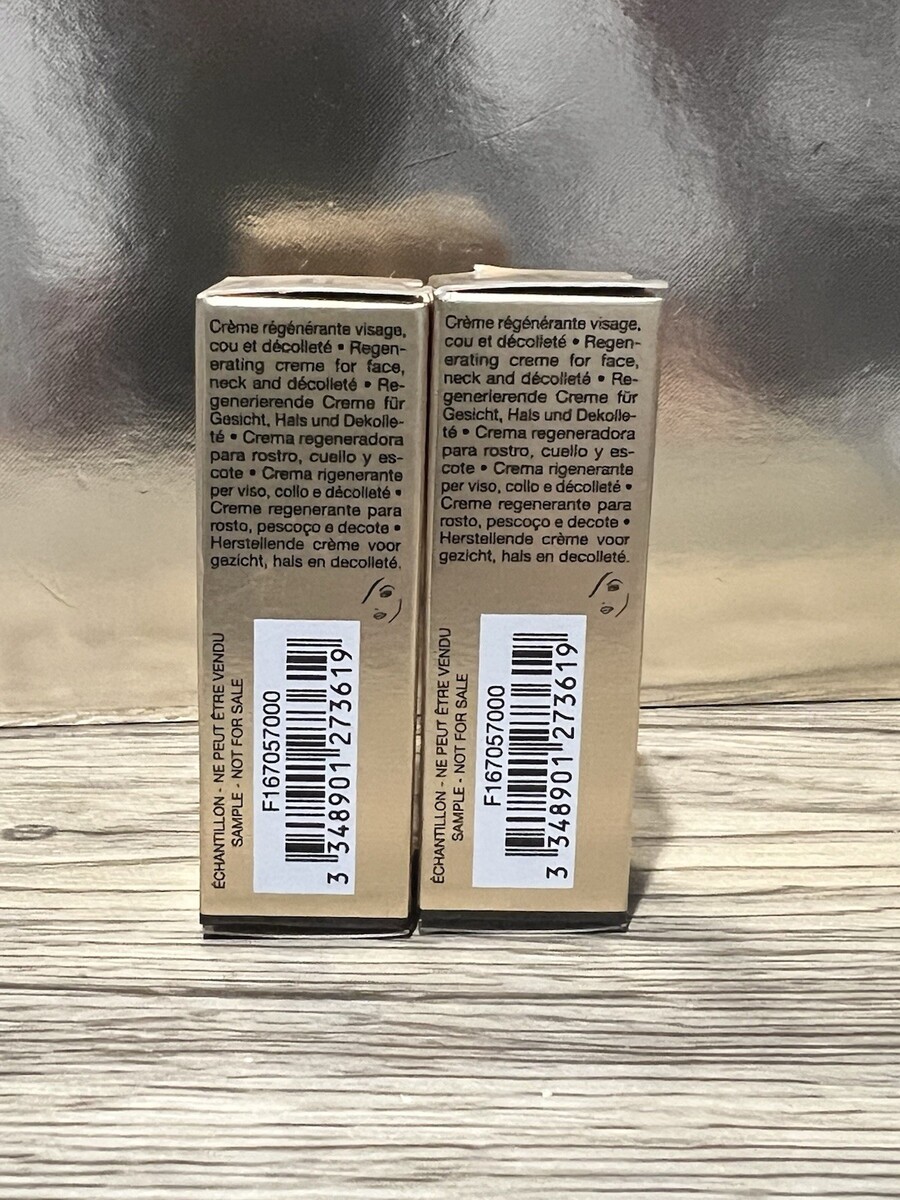 Crème régénérante visage,
cou et décolleté • Regen-
erating creme for face,
neck and décolleté • Re-
generierende Creme für
Gesicht, Hals und Dekolle-
té • Crema regeneradora
para rostro, cuello y es-
cote • Crema rigenerante
per viso, collo e décolleté •
Creme regenerante para
rosto, pescoço e decote •
Herstellende crème voor
gezicht, hals en decolleté.
ÉCHANTILLON - NE PEUT ÊTRE VENDU
SAMPLE - NOT FOR SALE
F167057000
3 348901 273619
Crème régénérante visage,
cou et décolleté • Regen-
erating creme for face,
neck and décolleté • Re-
generierende Creme für
Gesicht, Hals und Dekolle-
té • Crema regeneradora
para rostro, cuello y es-
cote • Crema rigenerante
per viso, collo e décolleté •
Creme regenerante para
rosto, pescoço e decote •
Herstellende crème voor
gezicht, hals en decolleté.
ÉCHANTILLON - NE PEUT ÊTRE VENDU
SAMPLE - NOT FOR SALE
F167057000
3 348901 273619